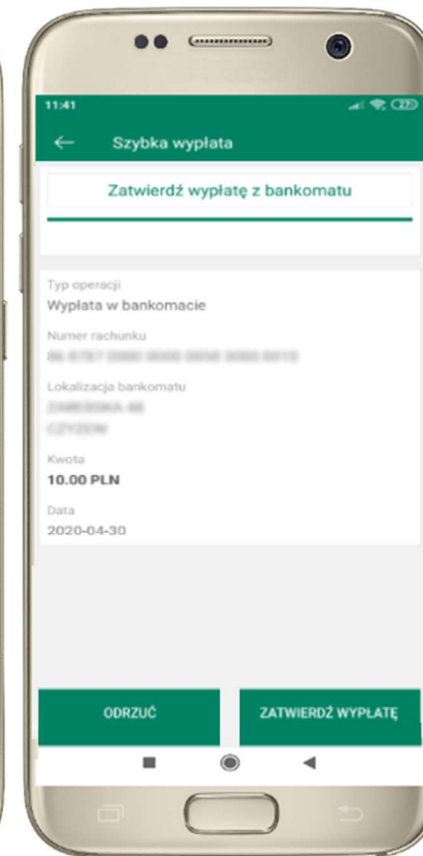 11:41
Szybka wypłata
Zatwierdź wypłatę z bankomatu
Typ operacji
Wypłata w bankomacie
Numer rachunku
Lokalizacja bankomatu
Kwota
10.00 PLN
Data
2020-04-30
ODRZUĆ
ZATWIERDŹ WYPŁATĘ